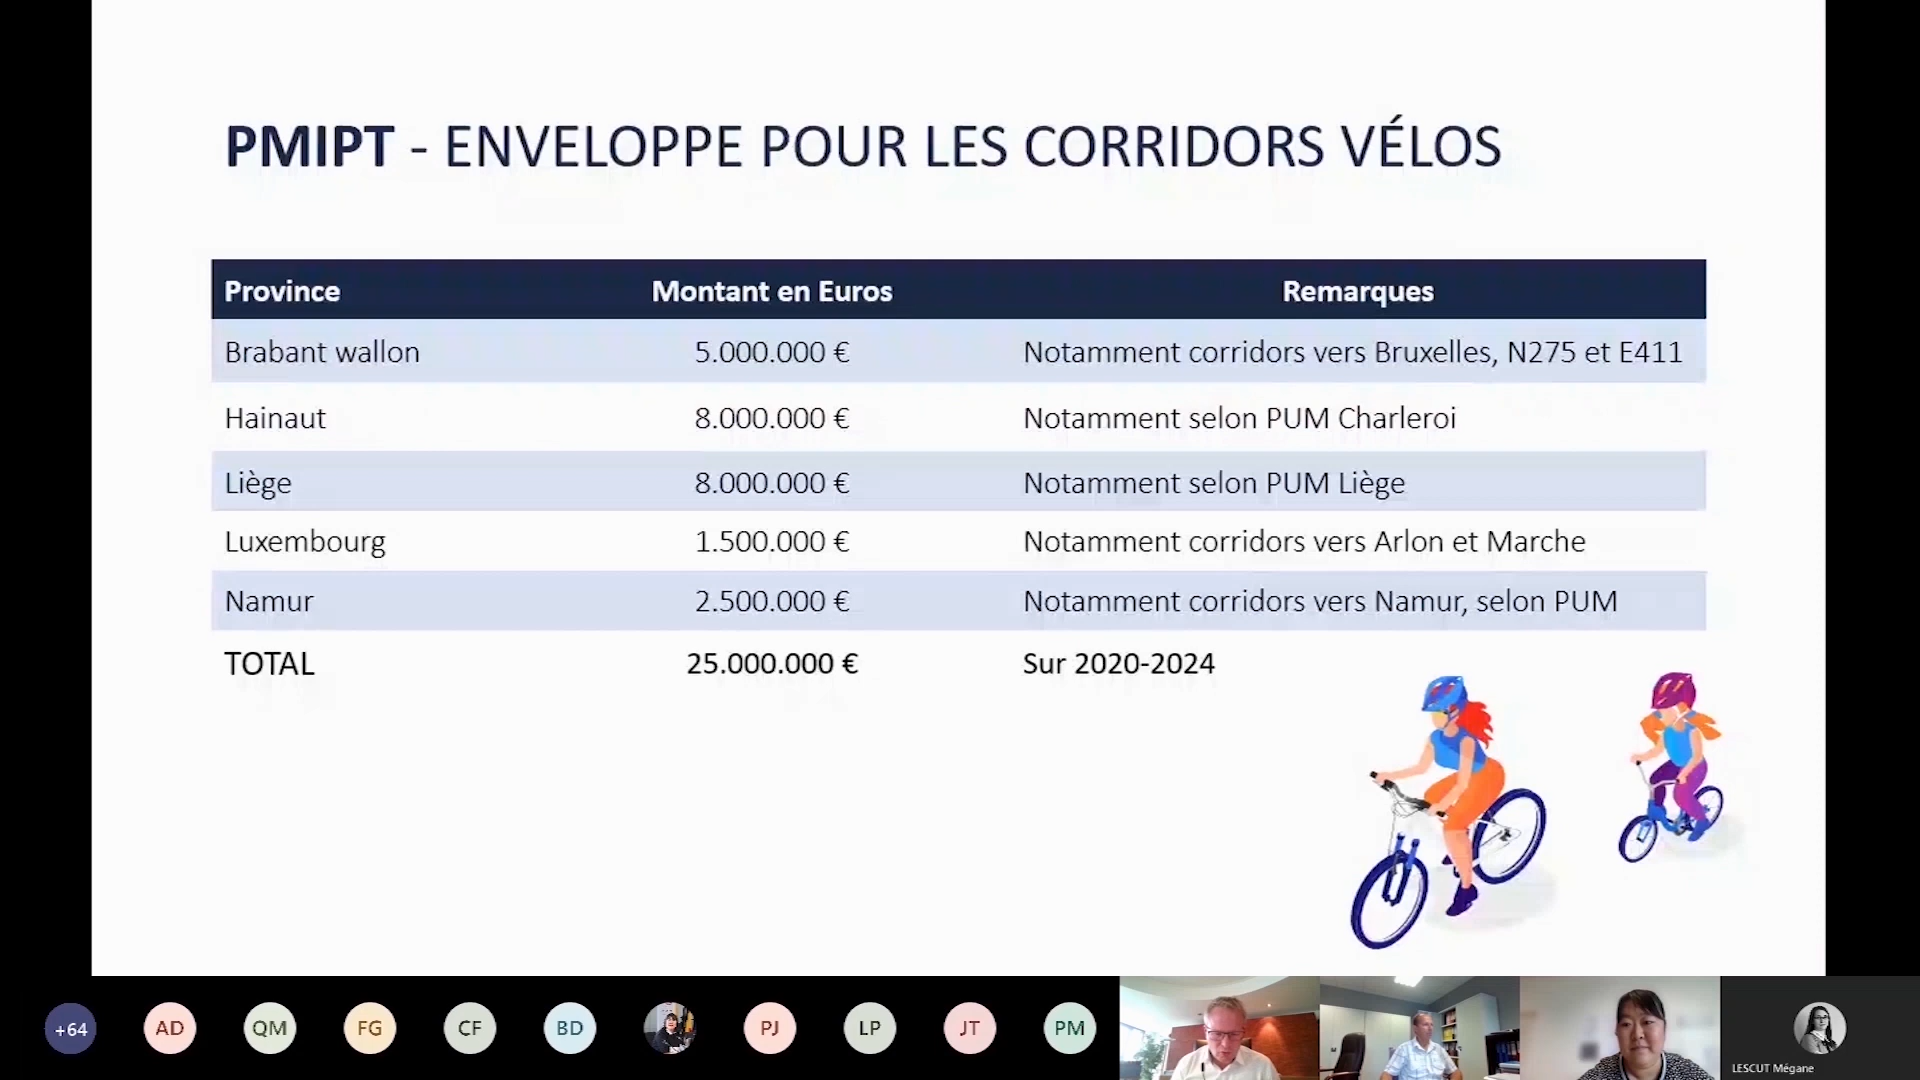 PMIPT - ENVELOPPE POUR LES CORRIDORS VÉLOS
Province Montant en Euros Remarques
Brabant wallon 5.000.000 € Notamment corridors vers Bruxelles, N275 et E411
Hainaut 8.000.000 € Notamment selon PUM Charleroi
Liège 8.000.000 € Notamment selon PUM Liège
Luxembourg 1.500.000 € Notamment corridors vers Arlon et Marche
Namur 2.500.000 € Notamment corridors vers Namur, selon PUM
TOTAL 25.000.000 € Sur 2020-2024
+64 AD QM FG CF BD PJ LP JT PM
LESCUT Mégane